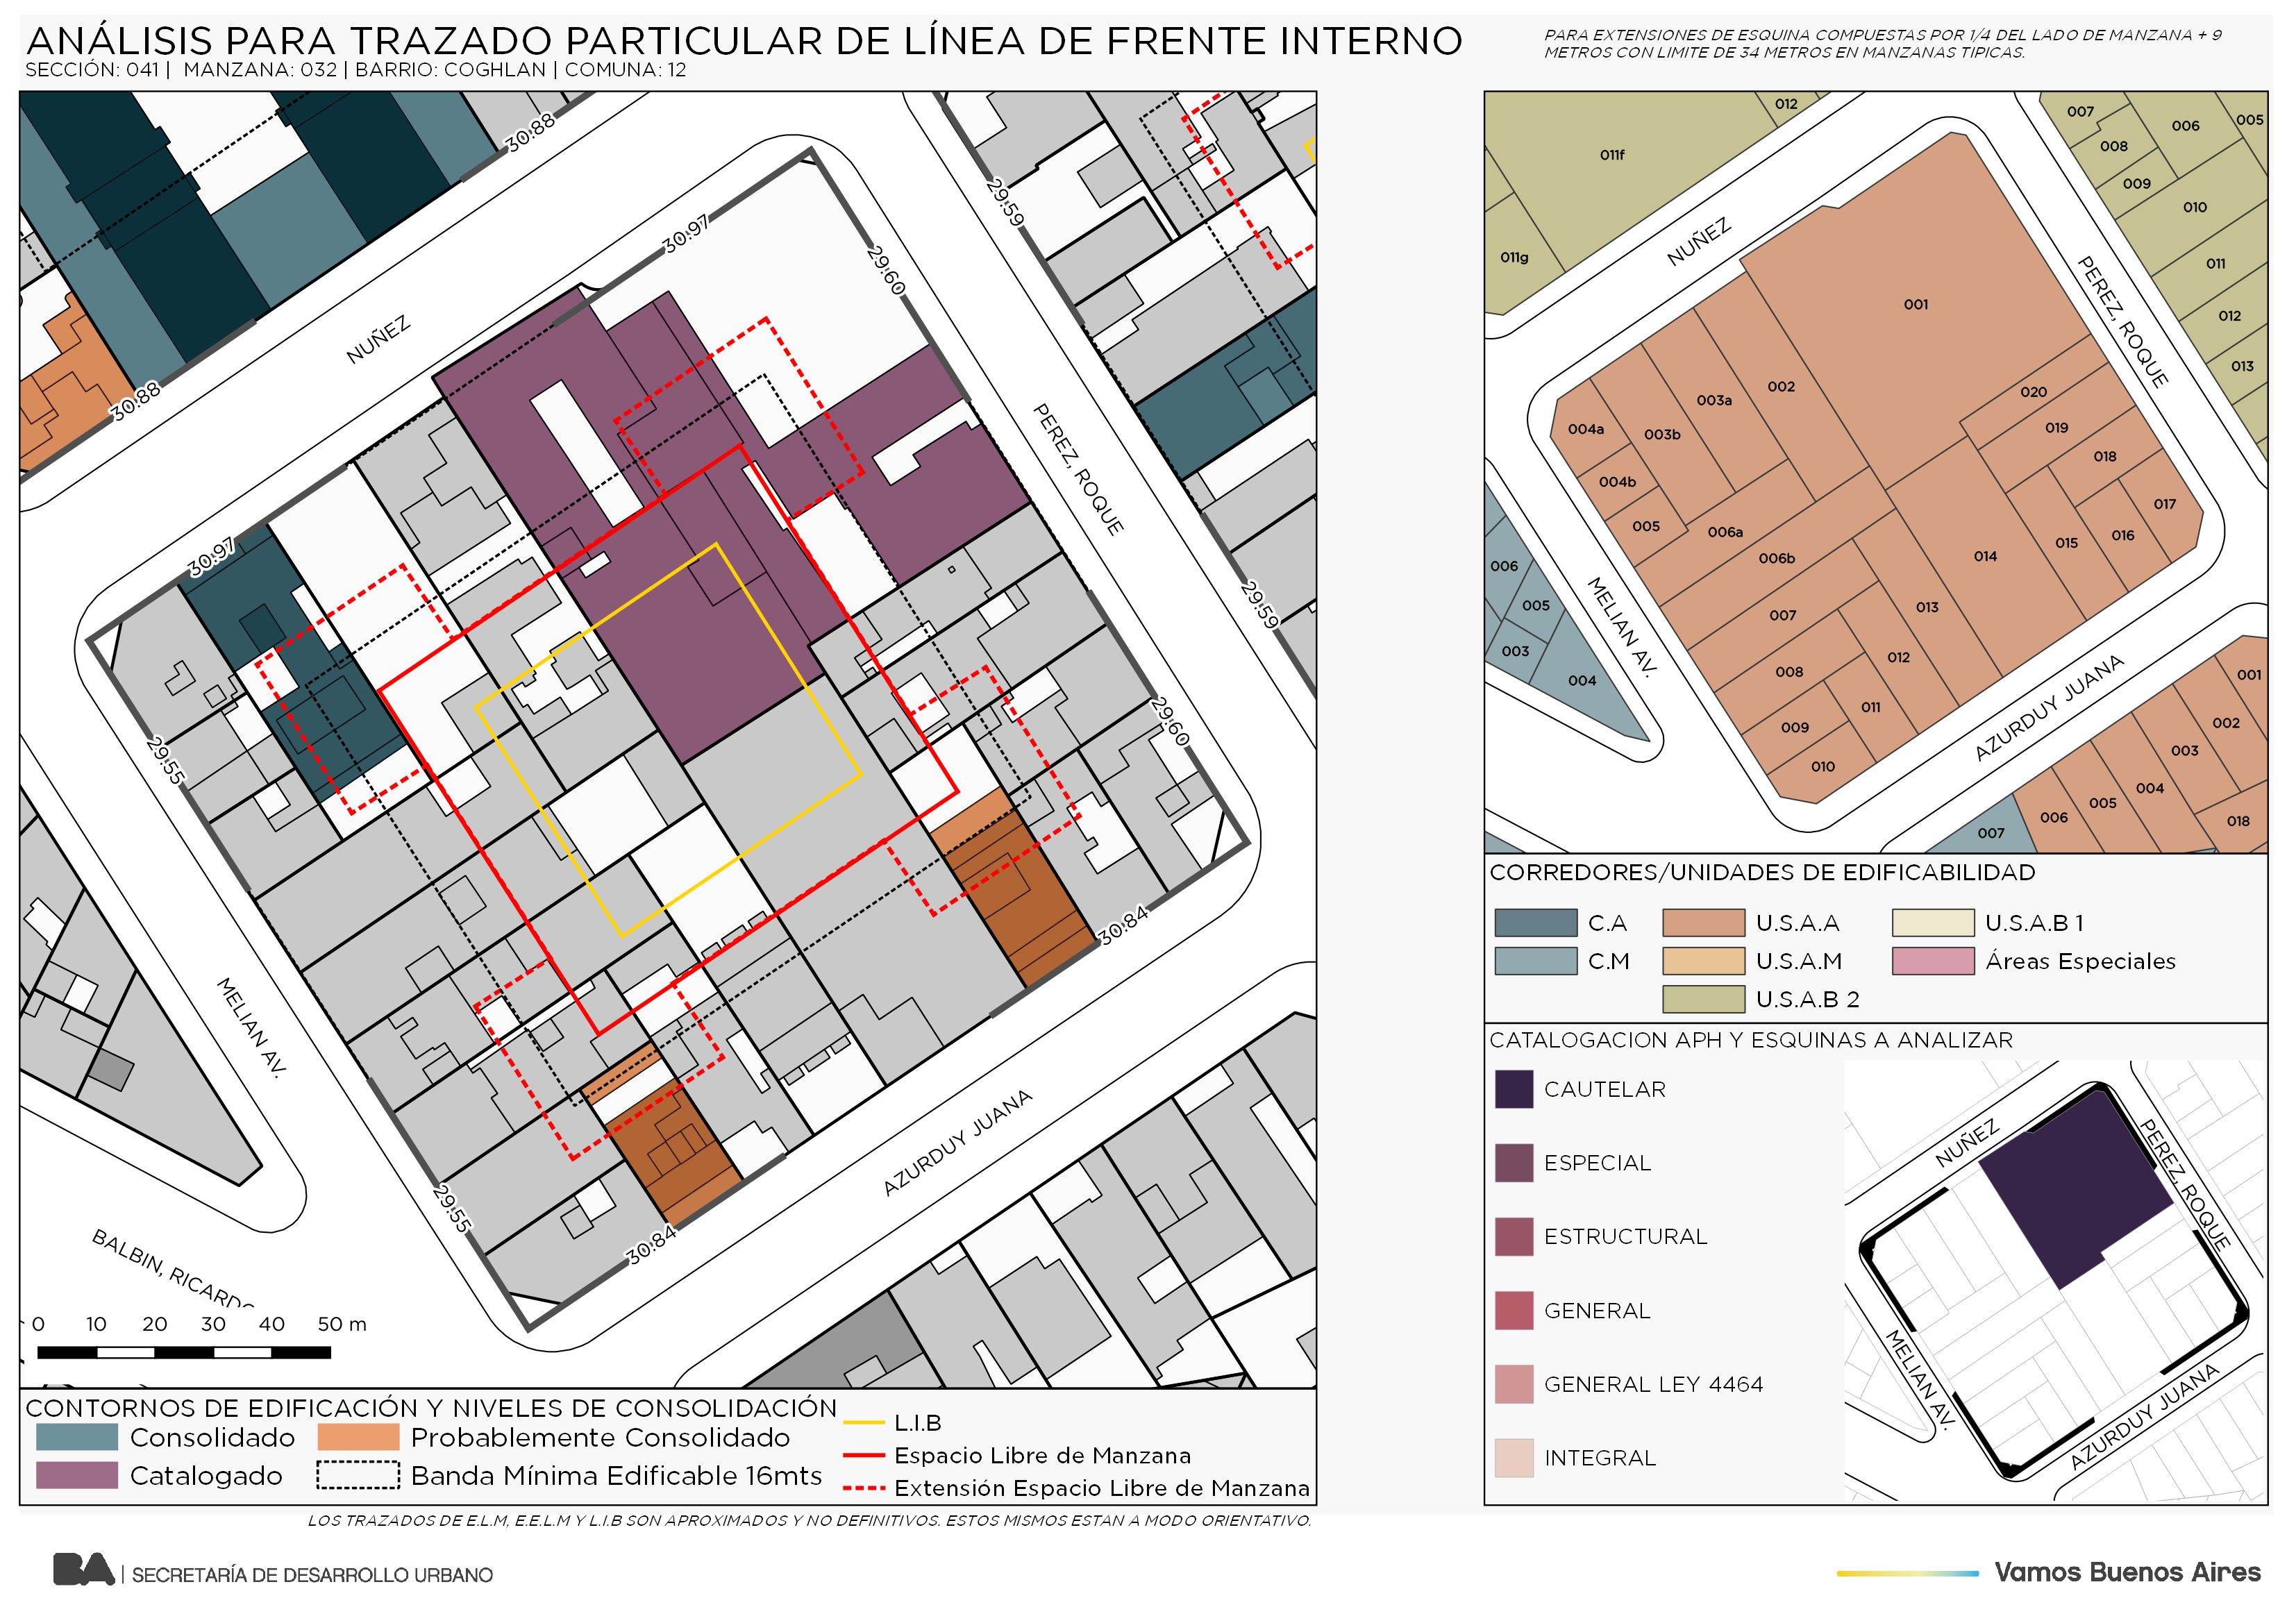 ANÁLISIS PARA TRAZADO PARTICULAR DE LÍNEA DE FRENTE INTERNO
SECCIÓN: 041 | MANZANA: 032 | BARRIO: COGHLAN | COMUNA: 12
PARA EXTENSIONES DE ESQUINA COMPUESTAS POR 1/4 DEL LADO DE MANZANA + 9
METROS CON LIMITE DE 34 METROS EN MANZANAS TIPICAS.
30.88
30.88
30.97
30.97
29.60
29.60
29.59
29.59
29.55
29.55
30.84
30.84
NUÑEZ
PEREZ, ROQUE
MELIAN AV.
AZURDUY JUANA
BALBIN, RICARDO
0 10 20 30 40 50 m
CONTORNOS DE EDIFICACIÓN Y NIVELES DE CONSOLIDACIÓN
Consolidado
Probablemente Consolidado
Catalogado
Banda Mínima Edificable 16mts
L.I.B
Espacio Libre de Manzana
Extensión Espacio Libre de Manzana
LOS TRAZADOS DE E.L.M, E.E.L.M Y L.I.B SON APROXIMADOS Y NO DEFINITIVOS. ESTOS MISMOS ESTAN A MODO ORIENTATIVO.
011f
012
011g
007
006
005
008
009
010
011
012
013
NUÑEZ
PEREZ, ROQUE
MELIAN AV.
AZURDUY JUANA
001
002
003a
003b
004a
004b
005
006a
006b
007
008
009
010
011
012
013
014
015
016
017
018
019
020
006
005
003
004
001
002
003
004
005
006
007
018
CORREDORES/UNIDADES DE EDIFICABILIDAD
C.A
U.S.A.A
U.S.A.B 1
C.M
U.S.A.M
Áreas Especiales
U.S.A.B 2
CATALOGACION APH Y ESQUINAS A ANALIZAR
CAUTELAR
ESPECIAL
ESTRUCTURAL
GENERAL
GENERAL LEY 4464
INTEGRAL
NUÑEZ
PEREZ, ROQUE
MELIAN AV.
AZURDUY JUANA
BA | SECRETARÍA DE DESARROLLO URBANO
Vamos Buenos Aires